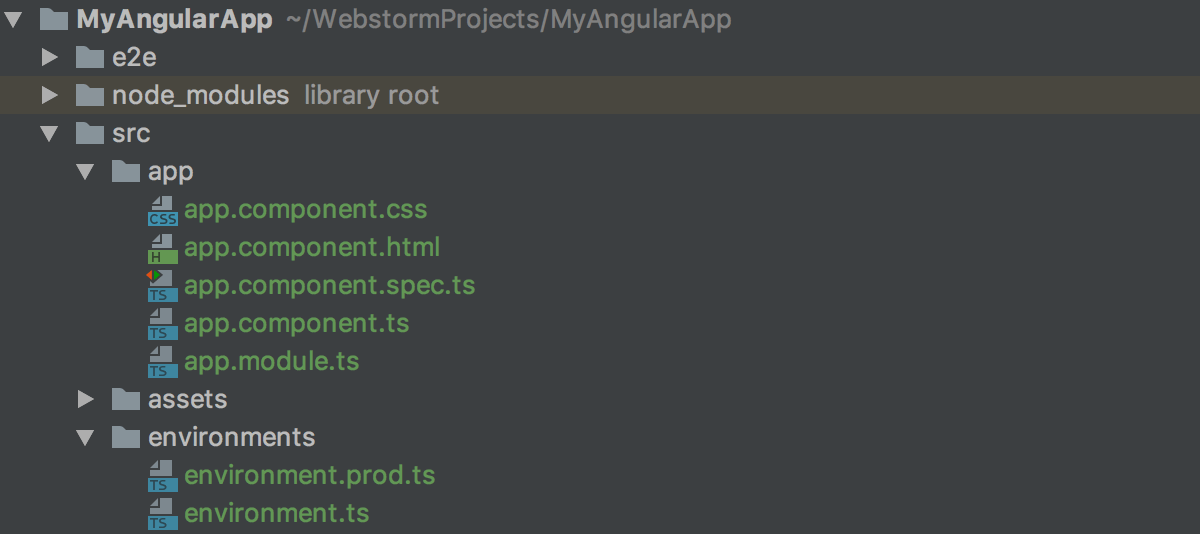 MyAngularApp ~/WebstormProjects/MyAngularApp
e2e
node_modules library root
src
app
CSS app.component.css
H app.component.html
TS app.component.spec.ts
TS app.component.ts
TS app.module.ts
assets
environments
TS environment.prod.ts
TS environment.ts